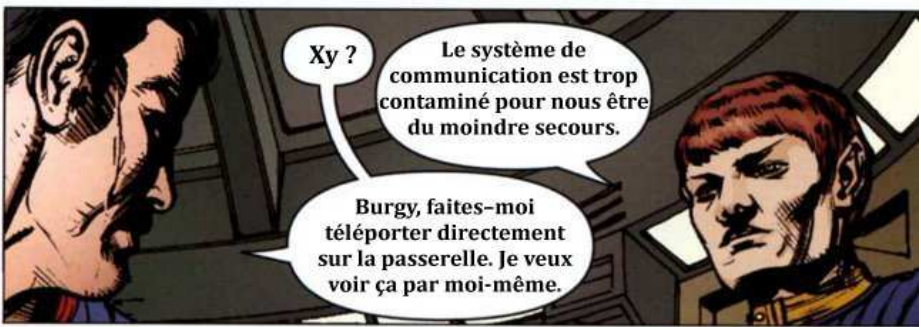 Xy ?
Le système de
communication est trop
contaminé pour nous être
du moindre secours.
Burgy, faites–moi
téléporter directement
sur la passerelle. Je veux
voir ça par moi-même.